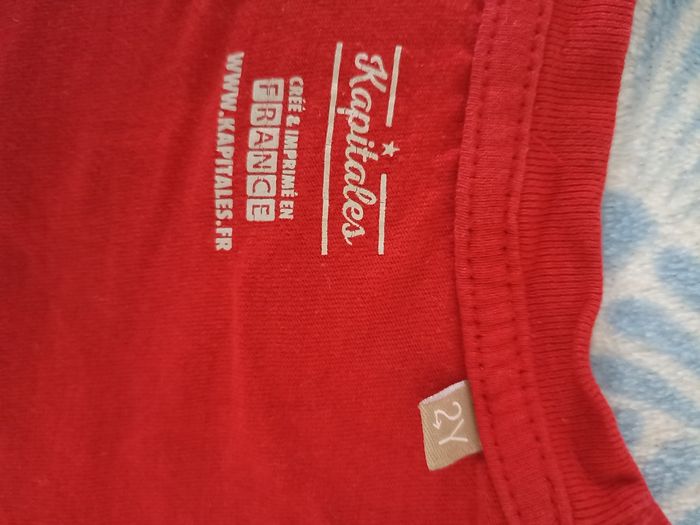 Kapitales
CRÉÉ & IMPRIMÉ EN
FRANCE
WWW.KAPITALES.FR
2Y